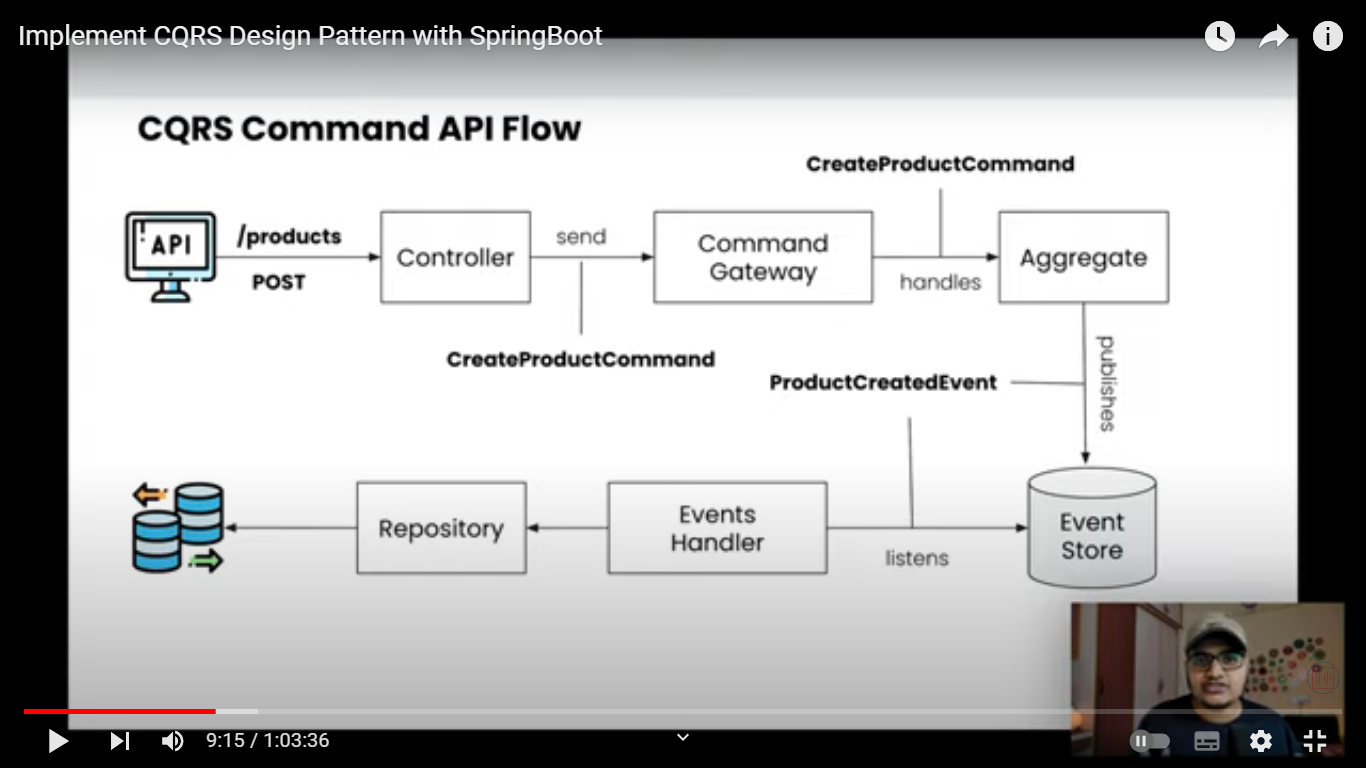 Implement CQRS Design Pattern with SpringBoot
CQRS Command API Flow
CreateProductCommand
API
/products
POST
Controller
send
Command
Gateway
handles
Aggregate
CreateProductCommand
ProductCreatedEvent
publishes
Repository
Events
Handler
listens
Event
Store
9:15 / 1:03:36